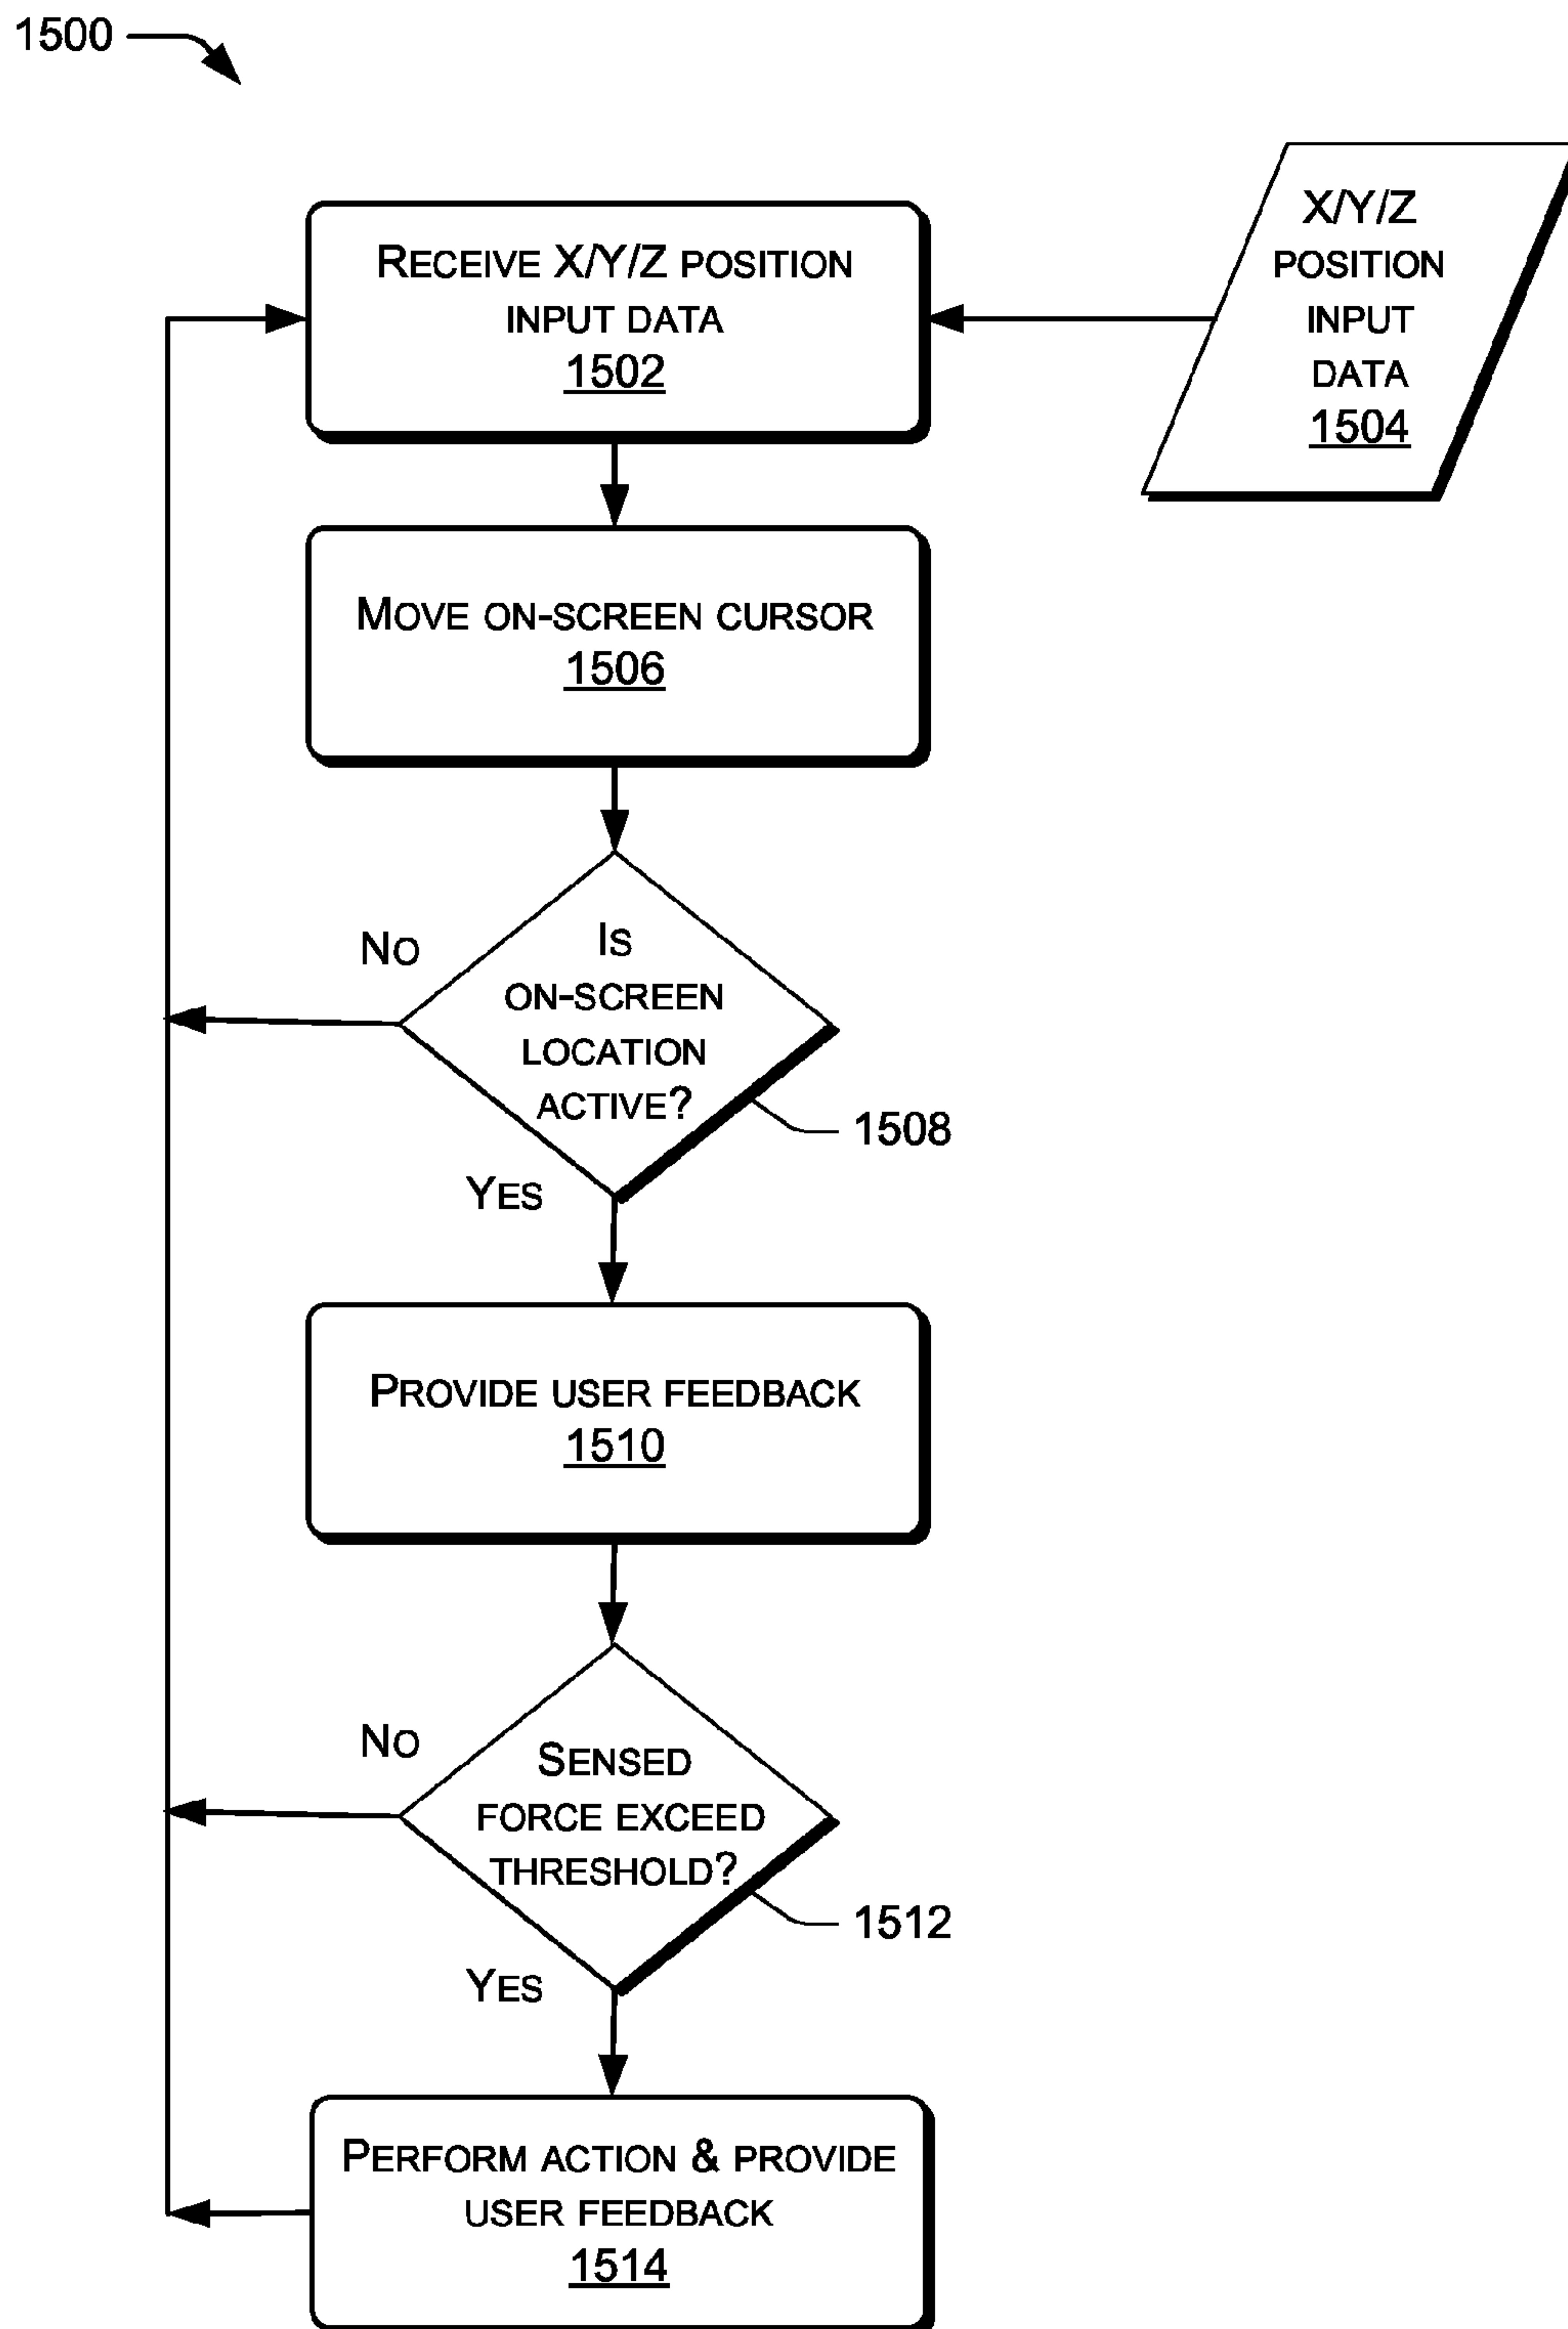 1500
RECEIVE X/Y/Z POSITION
INPUT DATA
1502
X/Y/Z
POSITION
INPUT
DATA
1504
MOVE ON-SCREEN CURSOR
1506
NO
IS
ON-SCREEN
LOCATION
ACTIVE?
1508
YES
PROVIDE USER FEEDBACK
1510
NO
SENSED
FORCE EXCEED
THRESHOLD?
1512
YES
PERFORM ACTION & PROVIDE
USER FEEDBACK
1514